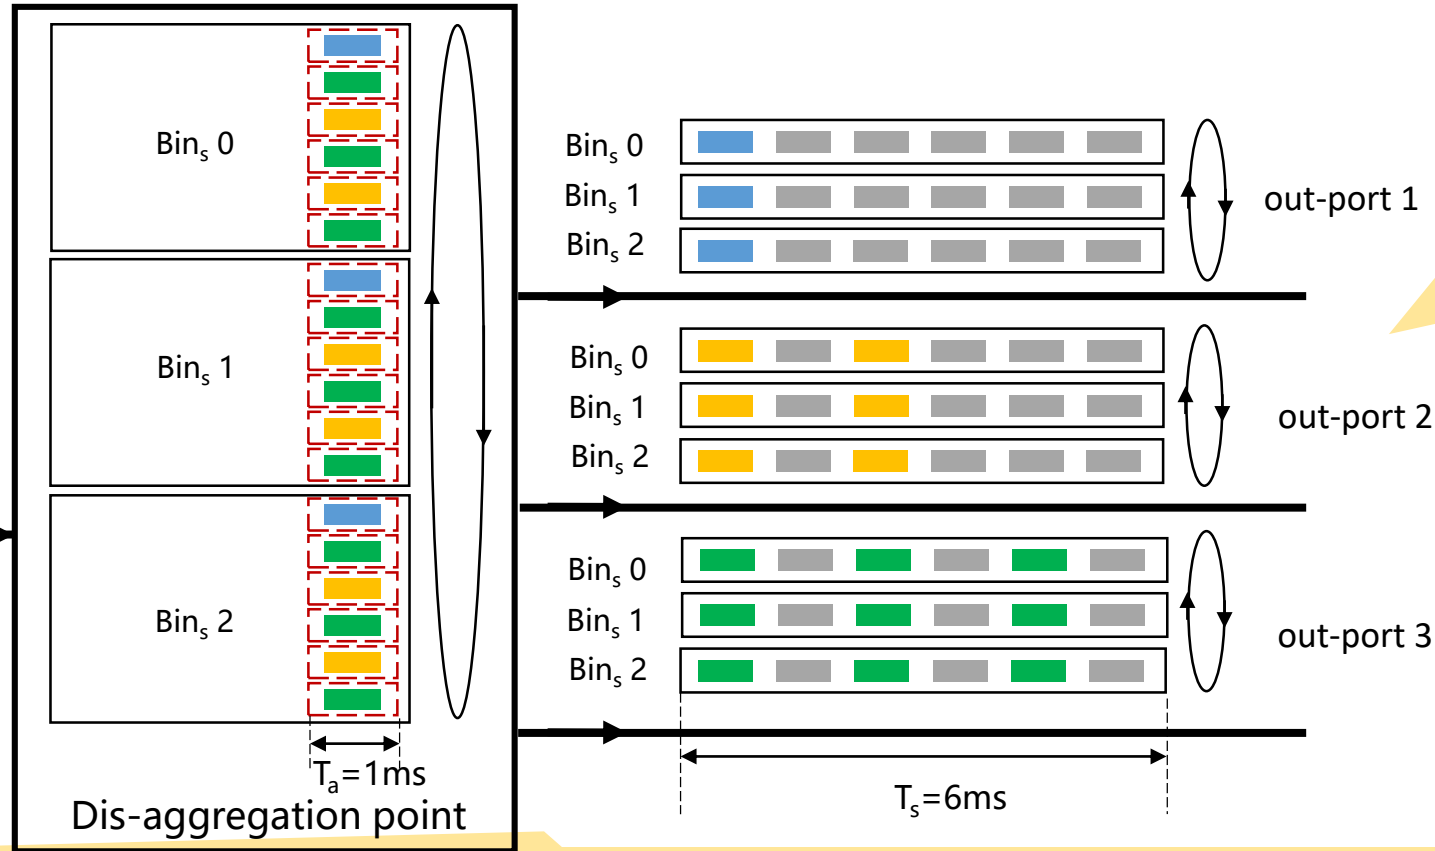 Bins 0
Bins 1
Bins 2
Ta=1ms
Dis-aggregation point
Bins 0
Bins 1
Bins 2
out-port 1
Bins 0
Bins 1
Bins 2
out-port 2
Bins 0
Bins 1
Bins 2
out-port 3
Ts=6ms